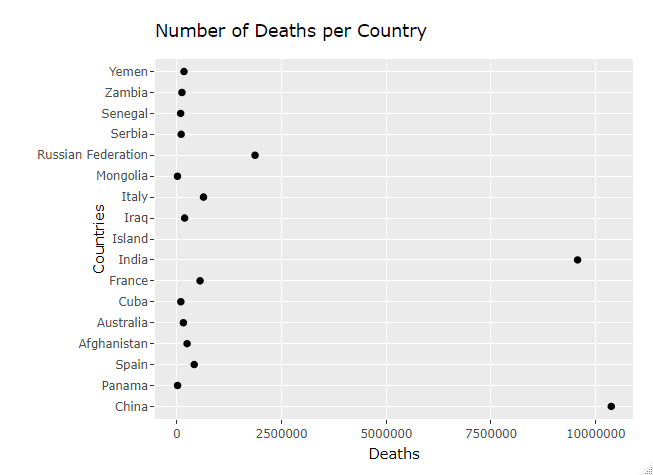 Number of Deaths per Country
Yemen
Zambia
Senegal
Serbia
Russian Federation
Mongolia
Italy
Iraq
Island
India
France
Cuba
Australia
Afghanistan
Spain
Panama
China
Countries
0 2500000 5000000 7500000 10000000
Deaths